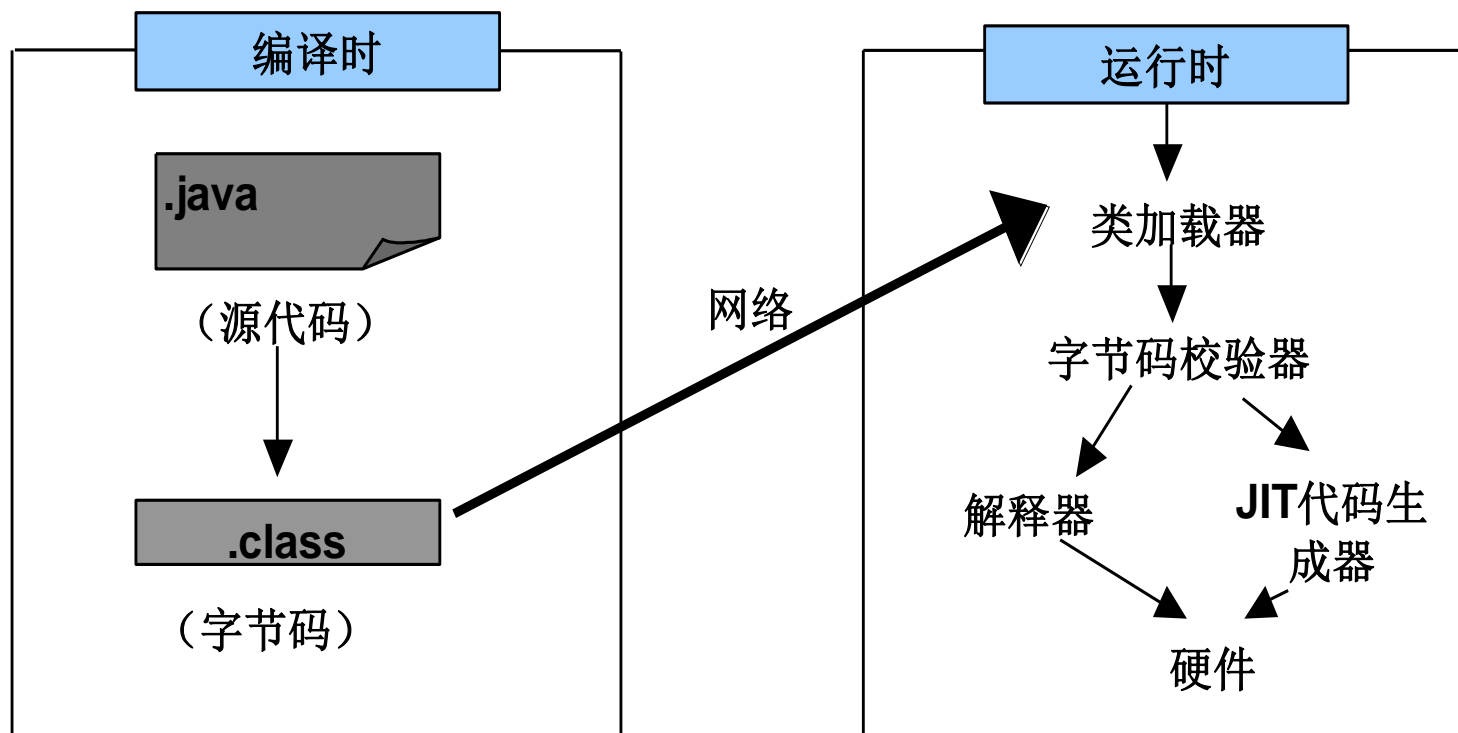 编译时
.java
（源代码）
.class
（字节码）
网络
运行时
类加载器
字节码校验器
解释器
JIT代码生
成器
硬件